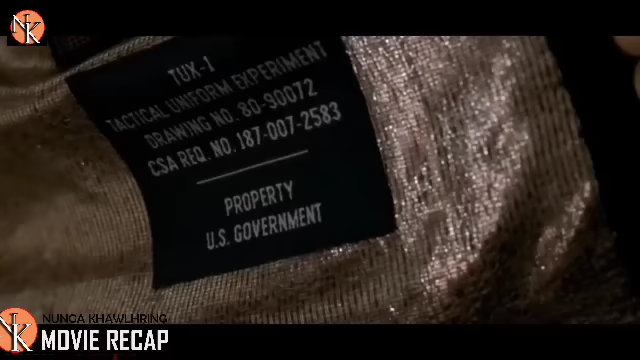 NK
TUX-1
TACTICAL UNIFORM EXPERIMENT
DRAWING NO. 80-90072
CSA REQ. NO. 187-007-2583
PROPERTY
U.S. GOVERNMENT
NK
NUNGA KHAWLHRING
MOVIE RECAP